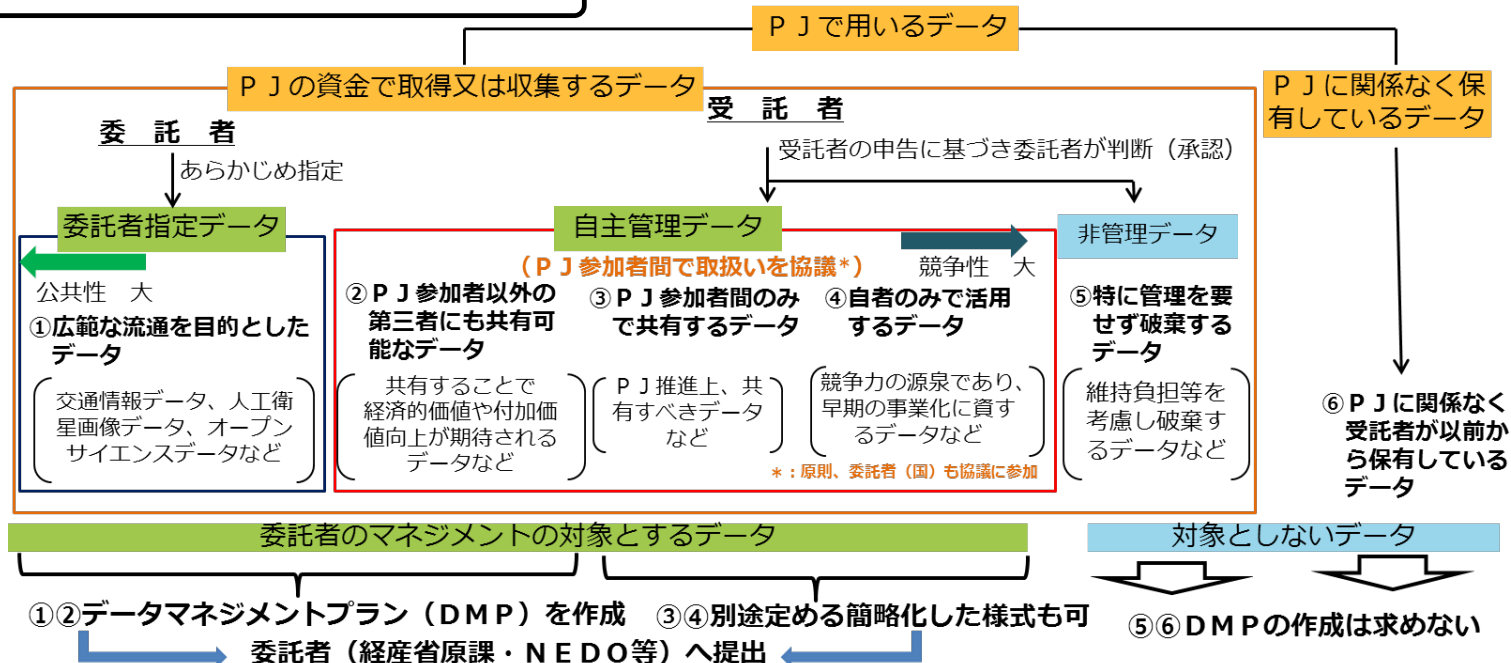 ＰＪで用いるデータ
ＰＪの資金で取得又は収集するデータ
ＰＪに関係なく保
有しているデータ
委　託　者
あらかじめ指定
受　託　者
受託者の申告に基づき委託者が判断（承認）
委託者指定データ
自主管理データ
非管理データ
（ＰＪ参加者間で取扱いを協議*）
公共性　大
競争性　大
①広範な流通を目的とした
データ
交通情報データ、人工衛
星画像データ、オープン
サイエンスデータなど
②ＰＪ参加者以外の
第三者にも共有可
能なデータ
共有することで
経済的価値や付加価
値向上が期待される
データなど
③ＰＪ参加者間のみ
で共有するデータ
ＰＪ推進上、共
有すべきデータ
など
④自者のみで活用
するデータ
競争力の源泉であり、
早期の事業化に資す
るデータなど
＊：原則、委託者（国）も協議に参加
⑤特に管理を要
せず破棄する
データ
維持負担等を
考慮し破棄す
るデータなど
⑥ＰＪに関係なく
受託者が以前か
ら保有している
データ
委託者のマネジメントの対象とするデータ
対象としないデータ
①②データマネジメントプラン（ＤＭＰ）を作成
③④別途定める簡略化した様式も可
⑤⑥ＤＭＰの作成は求めない
委託者（経産省原課・ＮＥＤＯ等）へ提出